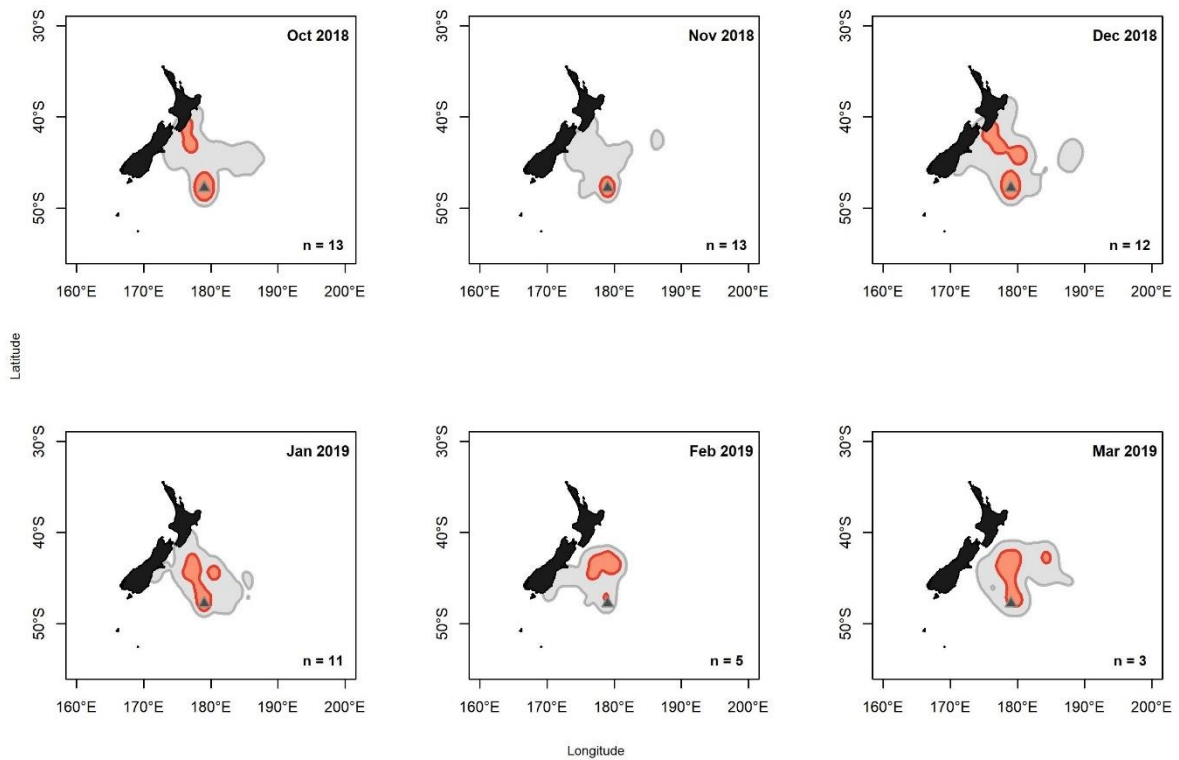 Oct 2018
30°S
40°S
50°S
n = 13
160°E 170°E 180°E 190°E 200°E
Nov 2018
30°S
40°S
50°S
n = 13
160°E 170°E 180°E 190°E 200°E
Dec 2018
30°S
40°S
50°S
n = 12
160°E 170°E 180°E 190°E 200°E
Latitude
Jan 2019
30°S
40°S
50°S
n = 11
160°E 170°E 180°E 190°E 200°E
Feb 2019
30°S
40°S
50°S
n = 5
160°E 170°E 180°E 190°E 200°E
Mar 2019
30°S
40°S
50°S
n = 3
160°E 170°E 180°E 190°E 200°E
Longitude